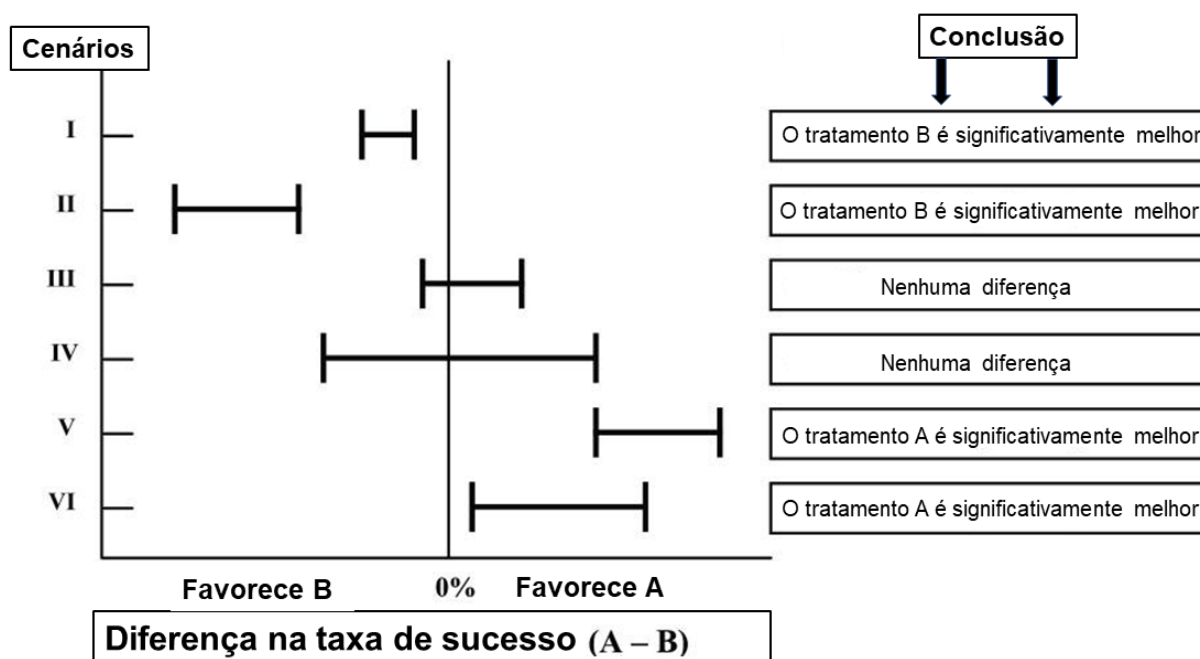 Cenários
Conclusão
I
O tratamento B é significativamente melhor
II
O tratamento B é significativamente melhor
III
Nenhuma diferença
IV
Nenhuma diferença
V
O tratamento A é significativamente melhor
VI
O tratamento A é significativamente melhor
Favorece B 0% Favorece A
Diferença na taxa de sucesso (A – B)